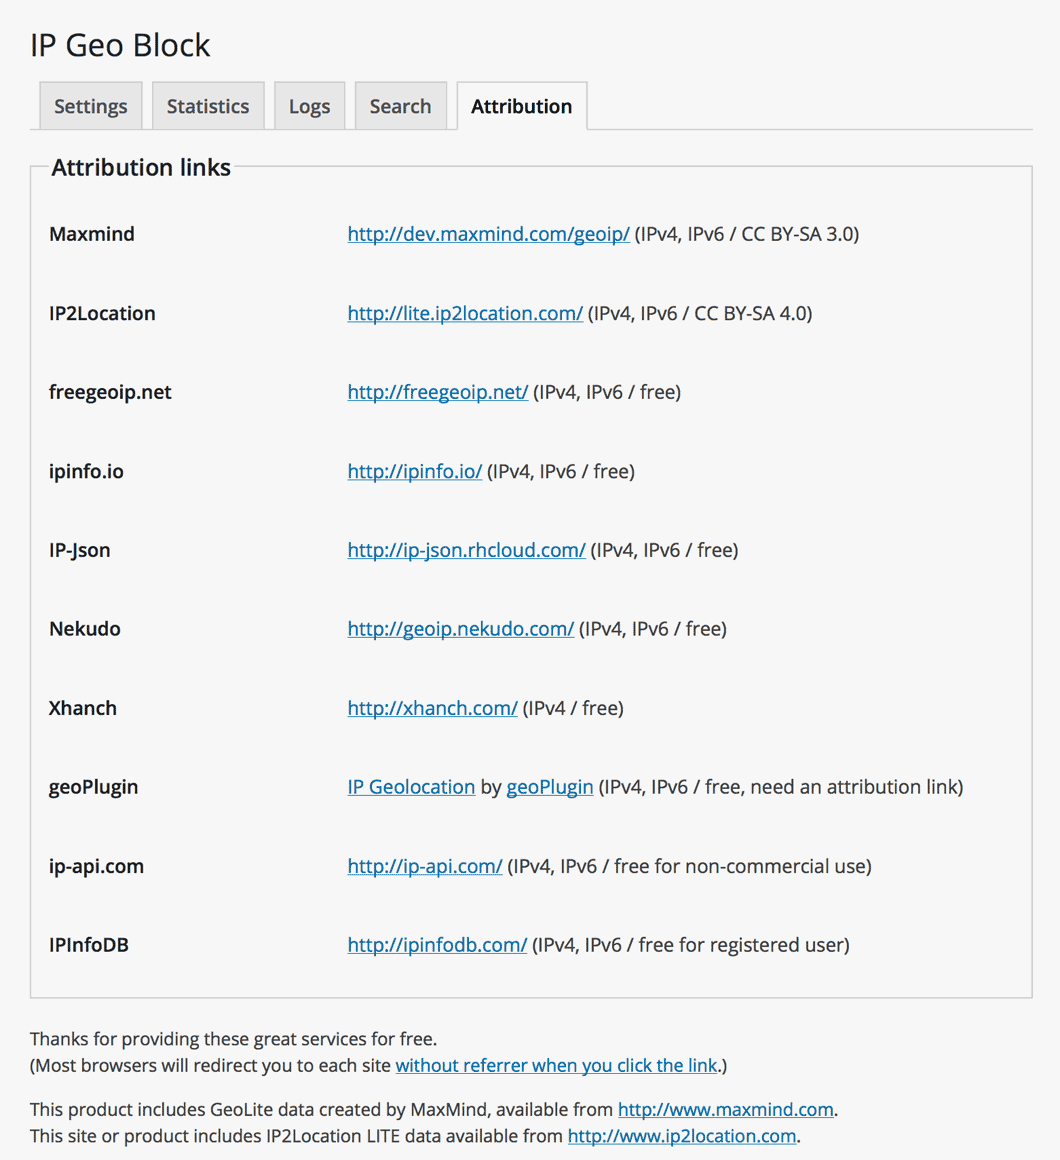 IP Geo Block
Settings Statistics Logs Search Attribution
Attribution links
Maxmind http://dev.maxmind.com/geoip/ (IPv4, IPv6 / CC BY-SA 3.0)
IP2Location http://lite.ip2location.com/ (IPv4, IPv6 / CC BY-SA 4.0)
freegeoip.net http://freegeoip.net/ (IPv4, IPv6 / free)
ipinfo.io http://ipinfo.io/ (IPv4, IPv6 / free)
IP-Json http://ip-json.rhcloud.com/ (IPv4, IPv6 / free)
Nekudo http://geoip.nekudo.com/ (IPv4, IPv6 / free)
Xhanch http://xhanch.com/ (IPv4 / free)
geoPlugin IP Geolocation by geoPlugin (IPv4, IPv6 / free, need an attribution link)
ip-api.com http://ip-api.com/ (IPv4, IPv6 / free for non-commercial use)
IPInfoDB http://ipinfodb.com/ (IPv4, IPv6 / free for registered user)
Thanks for providing these great services for free.
(Most browsers will redirect you to each site without referrer when you click the link.)
This product includes GeoLite data created by MaxMind, available from http://www.maxmind.com.
This site or product includes IP2Location LITE data available from http://www.ip2location.com.